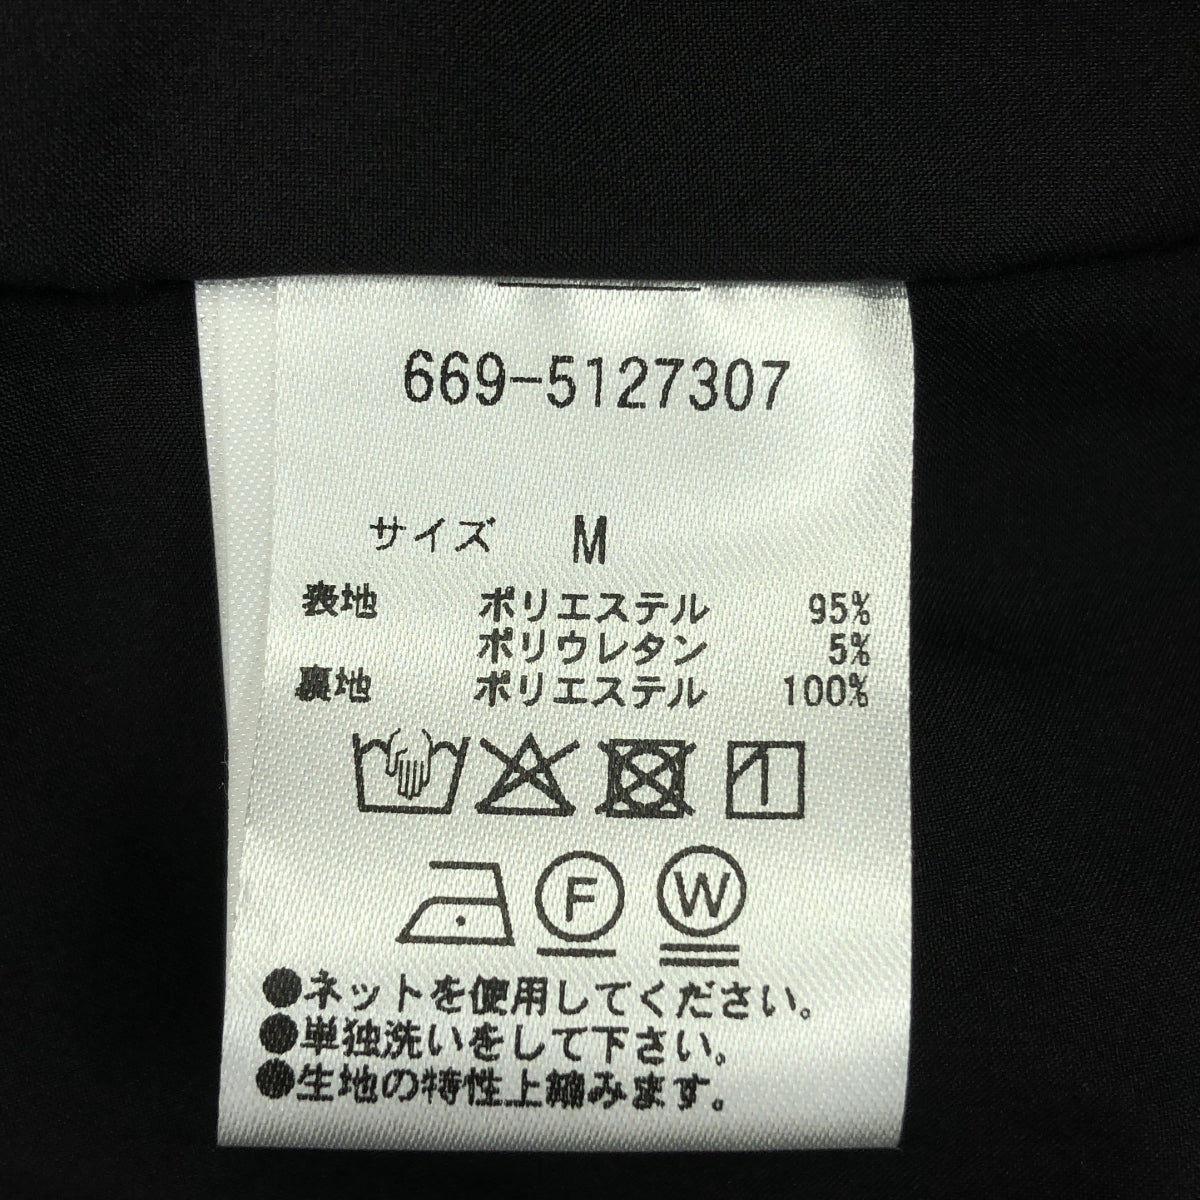 669-5127307
サイズ M
表地 ポリエステル 95%
ポリウレタン 5%
裏地 ポリエステル 100%
F W
●ネットを使用してください。
●単独洗いをして下さい。
●生地の特性上縮みます。